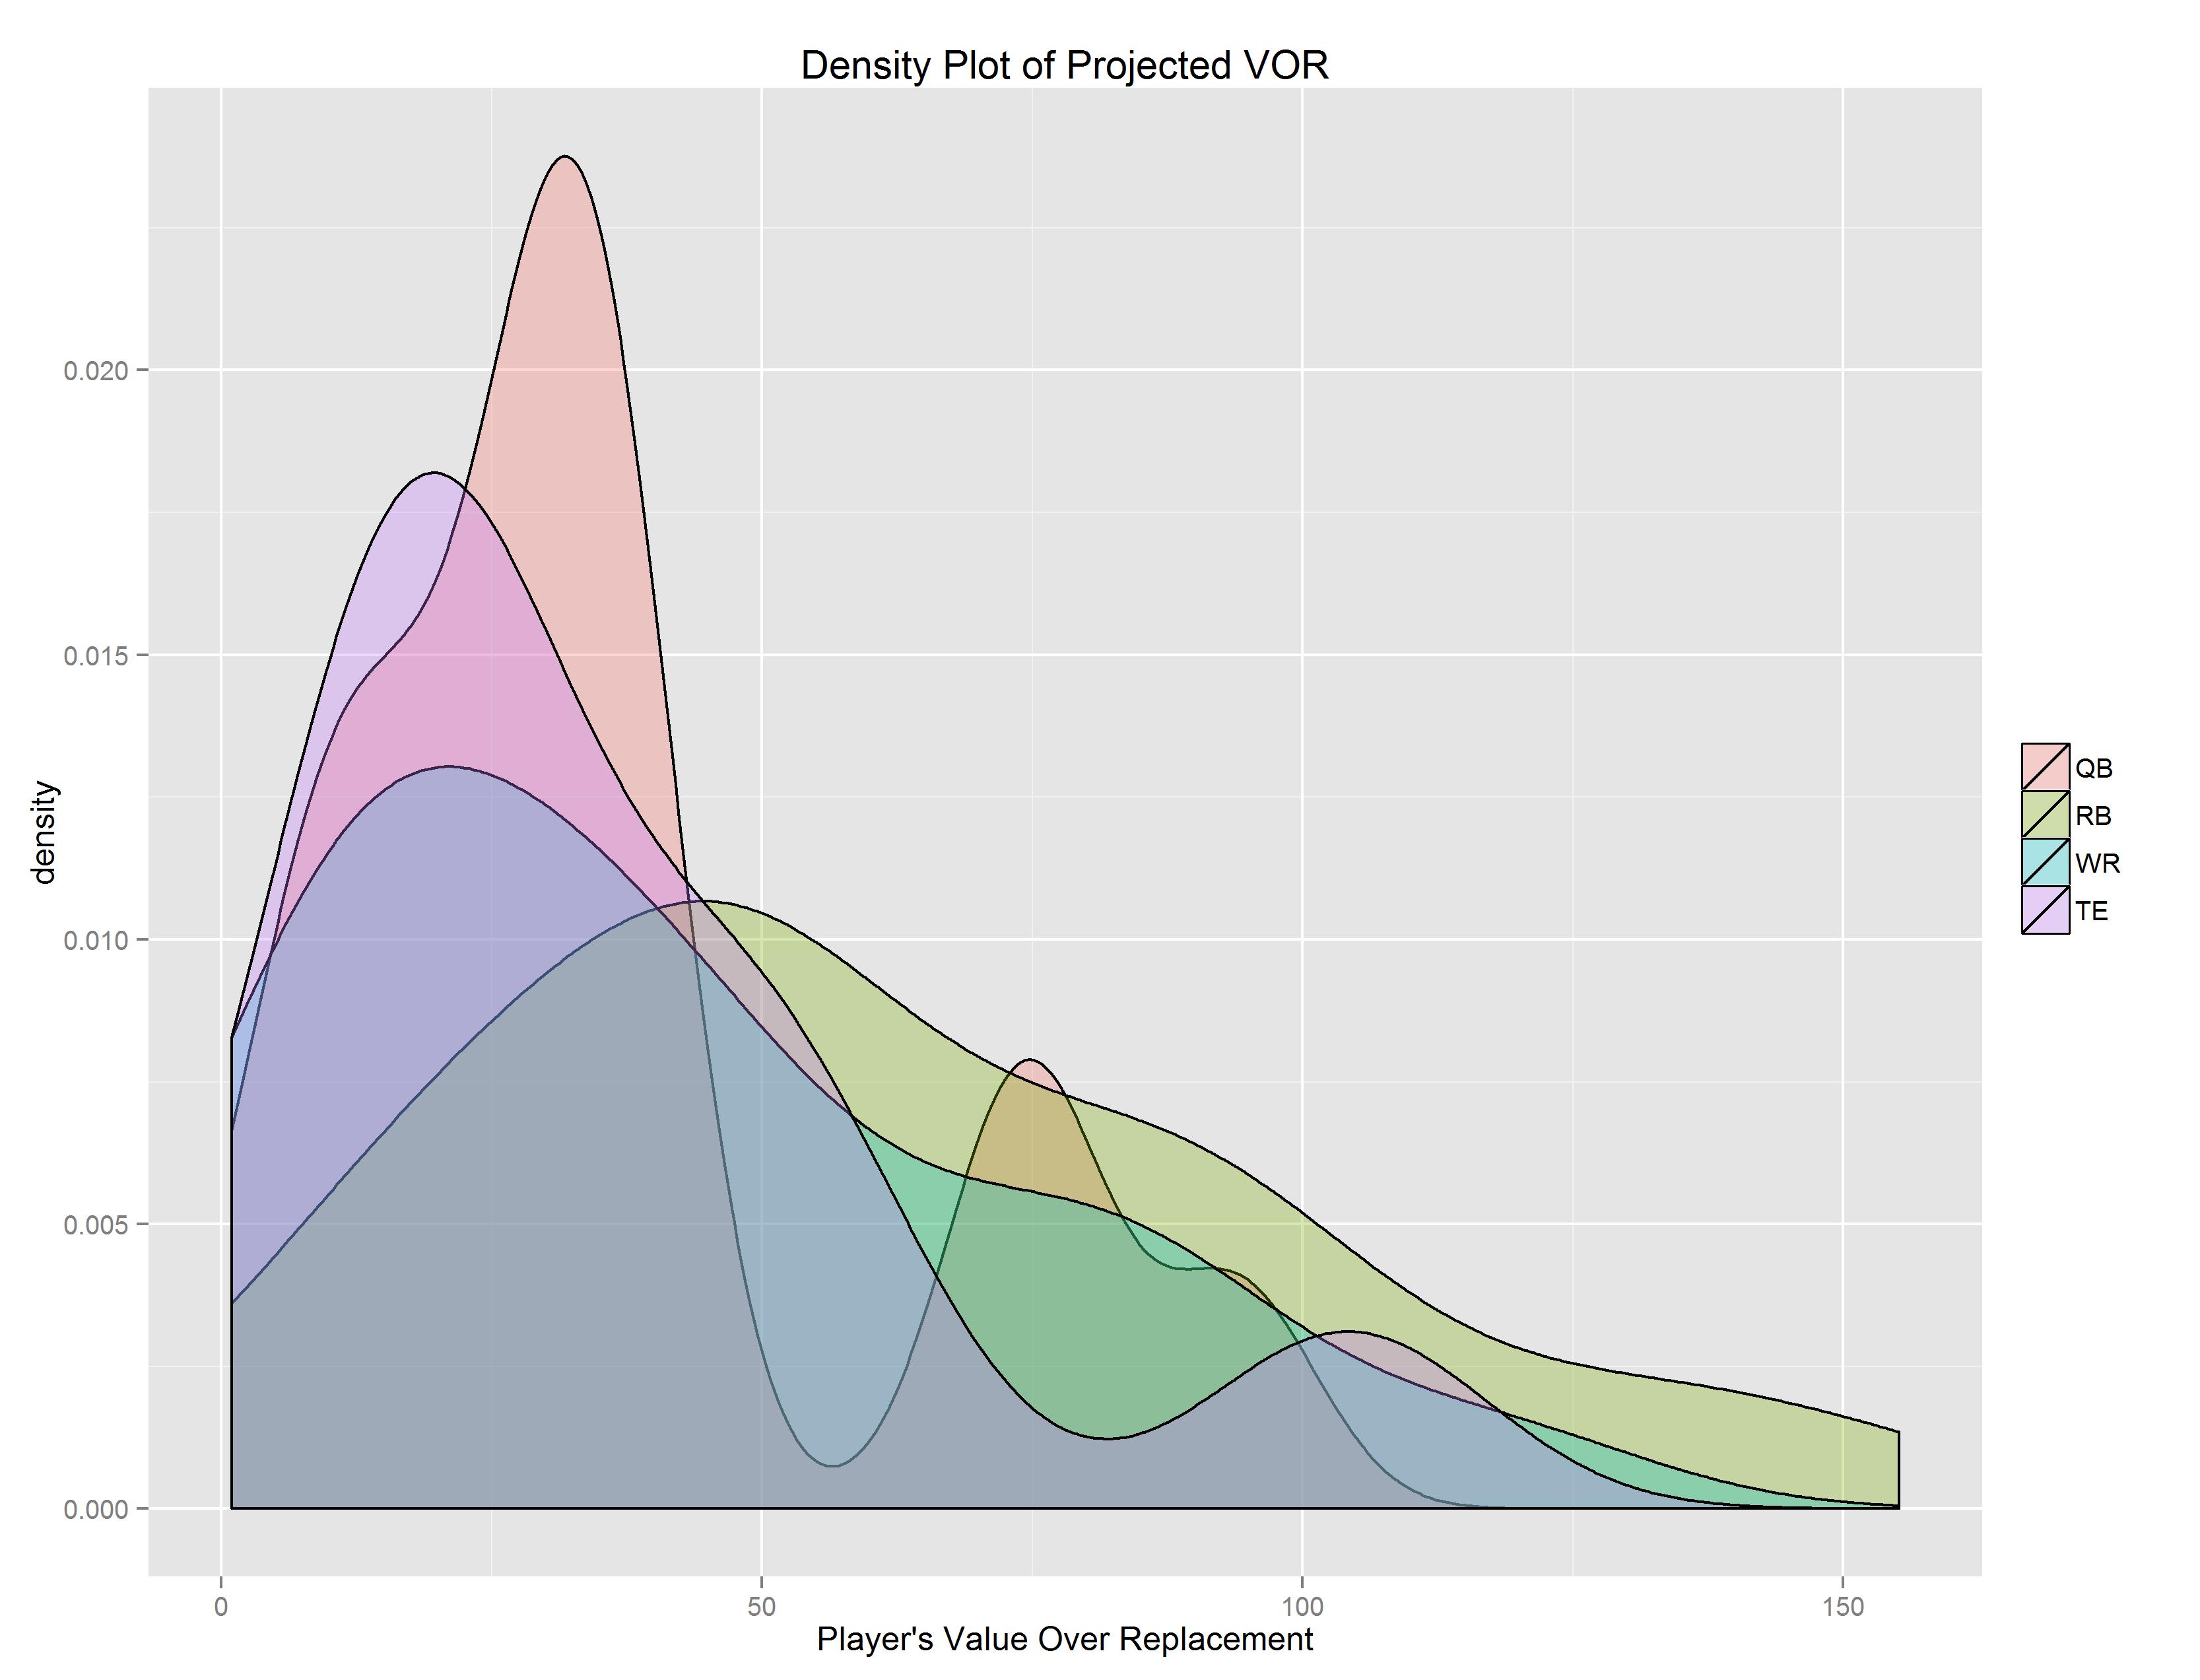 Density Plot of Projected VOR
density
0.020
0.015
0.010
0.005
0.000
0
50
100
150
Player's Value Over Replacement
QB
RB
WR
TE